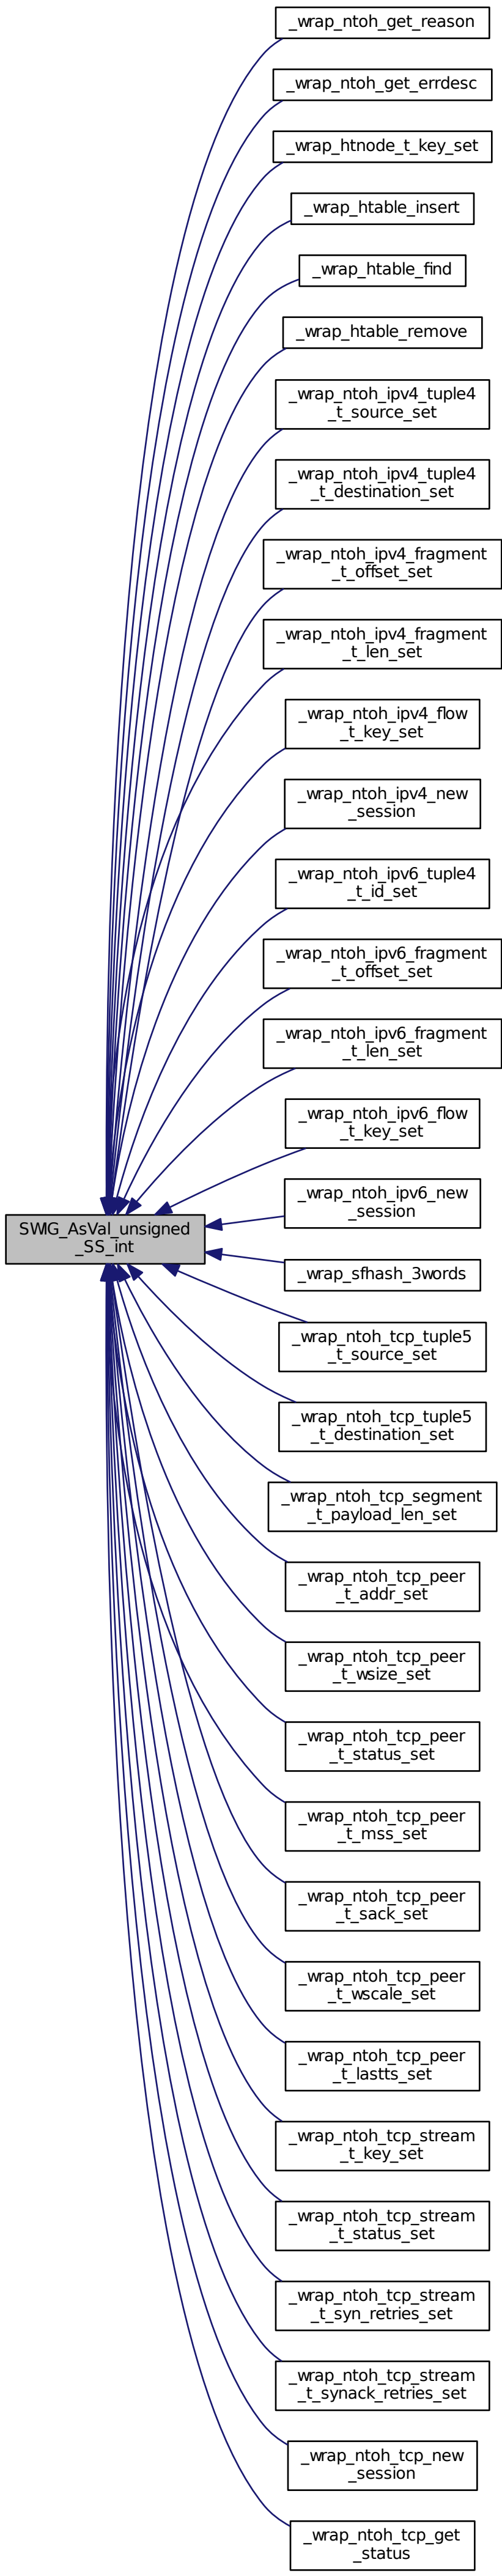 _wrap_ntoh_get_reason
_wrap_ntoh_get_errdesc
_wrap_htnode_t_key_set
_wrap_htable_insert
_wrap_htable_find
_wrap_htable_remove
_wrap_ntoh_ipv4_tuple4
_t_source_set
_wrap_ntoh_ipv4_tuple4
_t_destination_set
_wrap_ntoh_ipv4_fragment
_t_offset_set
_wrap_ntoh_ipv4_fragment
_t_len_set
_wrap_ntoh_ipv4_flow
_t_key_set
_wrap_ntoh_ipv4_new
_session
_wrap_ntoh_ipv6_tuple4
_t_id_set
_wrap_ntoh_ipv6_fragment
_t_offset_set
_wrap_ntoh_ipv6_fragment
_t_len_set
_wrap_ntoh_ipv6_flow
_t_key_set
_wrap_ntoh_ipv6_new
_session
SWIG_AsVal_unsigned
_SS_int
_wrap_sfhash_3words
_wrap_ntoh_tcp_tuple5
_t_source_set
_wrap_ntoh_tcp_tuple5
_t_destination_set
_wrap_ntoh_tcp_segment
_t_payload_len_set
_wrap_ntoh_tcp_peer
_t_addr_set
_wrap_ntoh_tcp_peer
_t_wsize_set
_wrap_ntoh_tcp_peer
_t_status_set
_wrap_ntoh_tcp_peer
_t_mss_set
_wrap_ntoh_tcp_peer
_t_sack_set
_wrap_ntoh_tcp_peer
_t_wscale_set
_wrap_ntoh_tcp_peer
_t_lastts_set
_wrap_ntoh_tcp_stream
_t_key_set
_wrap_ntoh_tcp_stream
_t_status_set
_wrap_ntoh_tcp_stream
_t_syn_retries_set
_wrap_ntoh_tcp_stream
_t_synack_retries_set
_wrap_ntoh_tcp_new
_session
_wrap_ntoh_tcp_get
_status